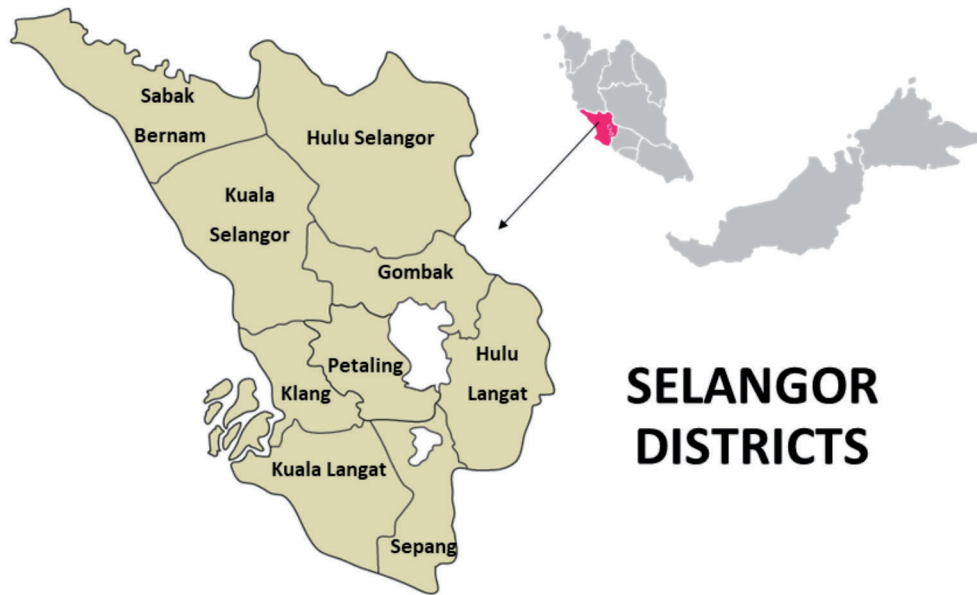 Sabak
Bernam
Hulu Selangor
Kuala
Selangor
Gombak
Petaling
Hulu
Langat
Klang
Kuala Langat
Sepang
SELANGOR
DISTRICTS